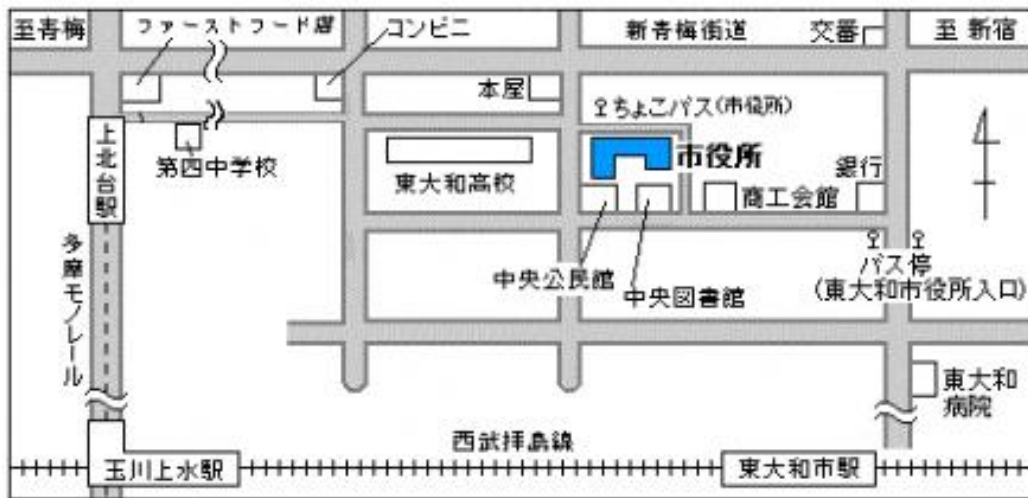 至青梅
ファーストフード店
コンビニ
新青梅街道
交番
至 新宿
本屋
ちょこバス(市役所)
上北台駅
第四中学校
東大和高校
市役所
商工会館
銀行
多摩モノレール
中央公民館
中央図書館
バス停
(東大和市役所入口)
東大和
病院
西武拝島線
玉川上水駅
東大和市駅